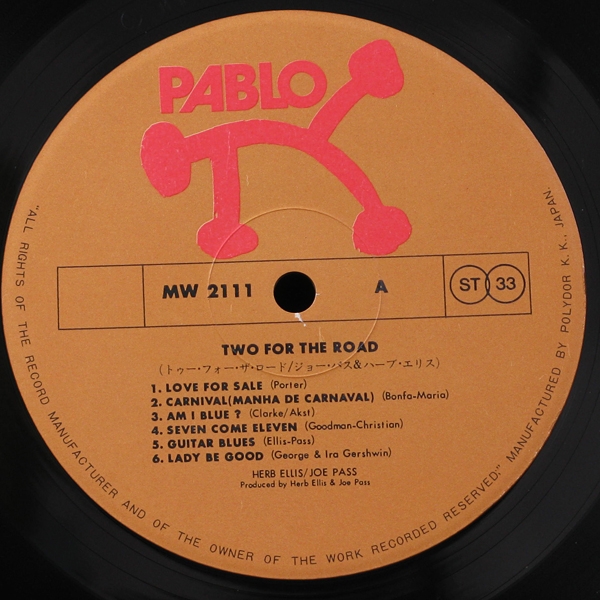 PABLO
MW 2111
A
ST 33
TWO FOR THE ROAD
(トゥー・フォー・ザ・ロード/ジョー・パス&ハーブ・エリス)
1. LOVE FOR SALE (Porter)
2. CARNIVAL(MANHA DE CARNAVAL) (Bonfa-Maria)
3. AM I BLUE ? (Clarke/Akst)
4. SEVEN COME ELEVEN (Goodman-Christian)
5. GUITAR BLUES (Ellis-Pass)
6. LADY BE GOOD (George & Ira Gershwin)
HERB ELLIS/JOE PASS
Produced by Herb Ellis & Joe Pass
"ALL RIGHTS OF THE RECORD MANUFACTURER AND OF THE OWNER OF THE WORK RECORDED RESERVED." MANUFACTURED BY POLYDOR K. K., JAPAN.